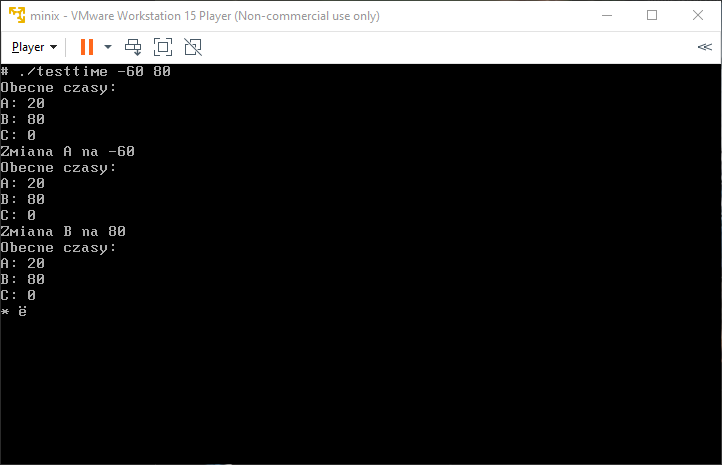 minix - VMware Workstation 15 Player (Non-commercial use only)
Player
# ./testtime -60 80
Obecne czasy:
A: 20
B: 80
C: 0
Zmiana A na -60
Obecne czasy:
A: 20
B: 80
C: 0
Zmiana B na 80
Obecne czasy:
A: 20
B: 80
C: 0
* ë